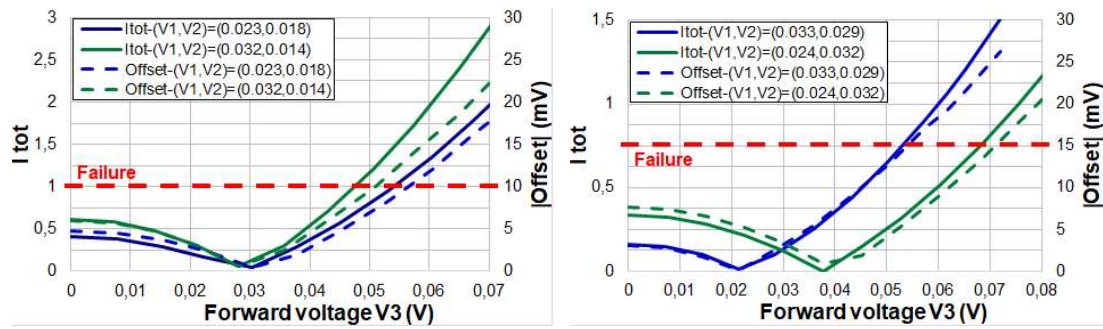 3
2,5
2
1,5
1
0,5
0
I tot
Itot-(V1,V2)=(0.023,0.018)
Itot-(V1,V2)=(0.032,0.014)
Offset-(V1,V2)=(0.023,0.018)
Offset-(V1,V2)=(0.032,0.014)
Failure
30
25
20
15
10
5
0
|Offset| (mV)
0 0,01 0,02 0,03 0,04 0,05 0,06 0,07
Forward voltage V3 (V)
1,5
1
0,5
0
I tot
Itot-(V1,V2)=(0.033,0.029)
Itot-(V1,V2)=(0.024,0.032)
Offset-(V1,V2)=(0.033,0.029)
Offset-(V1,V2)=(0.024,0.032)
Failure
30
25
20
15
10
5
0
|Offset| (mV)
0 0,01 0,02 0,03 0,04 0,05 0,06 0,07 0,08
Forward voltage V3 (V)